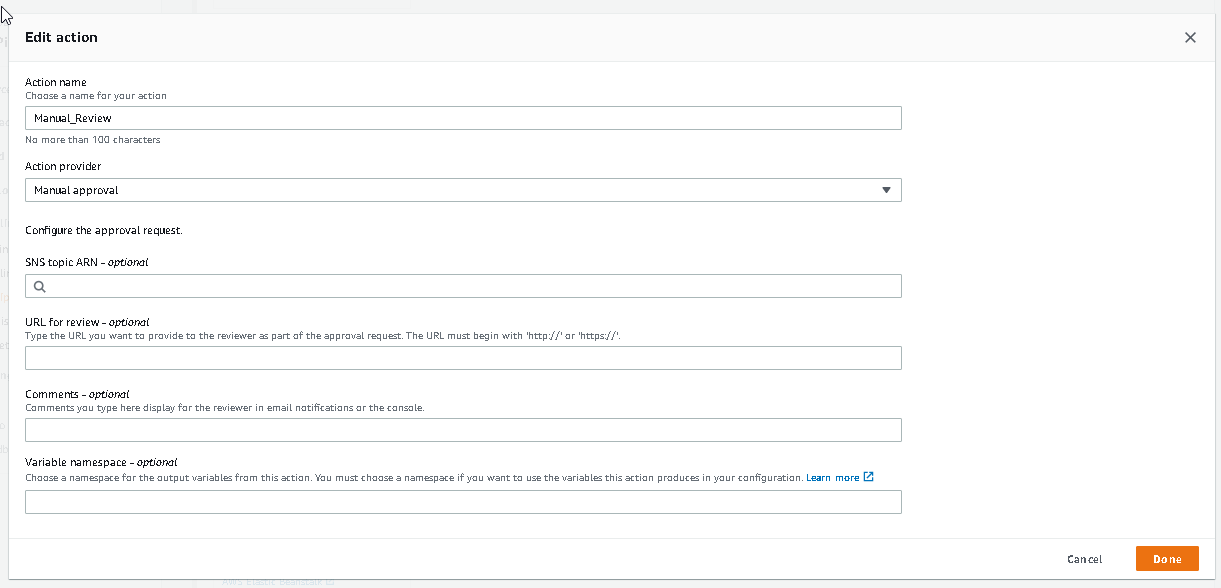 Edit action
Action name
Choose a name for your action
Manual_Review
No more than 100 characters
Action provider
Manual approval
Configure the approval request.
SNS topic ARN - optional
URL for review - optional
Type the URL you want to provide to the reviewer as part of the approval request. The URL must begin with 'http://' or 'https://'.
Comments - optional
Comments you type here display for the reviewer in email notifications or the console.
Variable namespace - optional
Choose a namespace for the output variables from this action. You must choose a namespace if you want to use the variables this action produces in your configuration. Learn more
Cancel
Done
AWS Elastic Beanstalk to